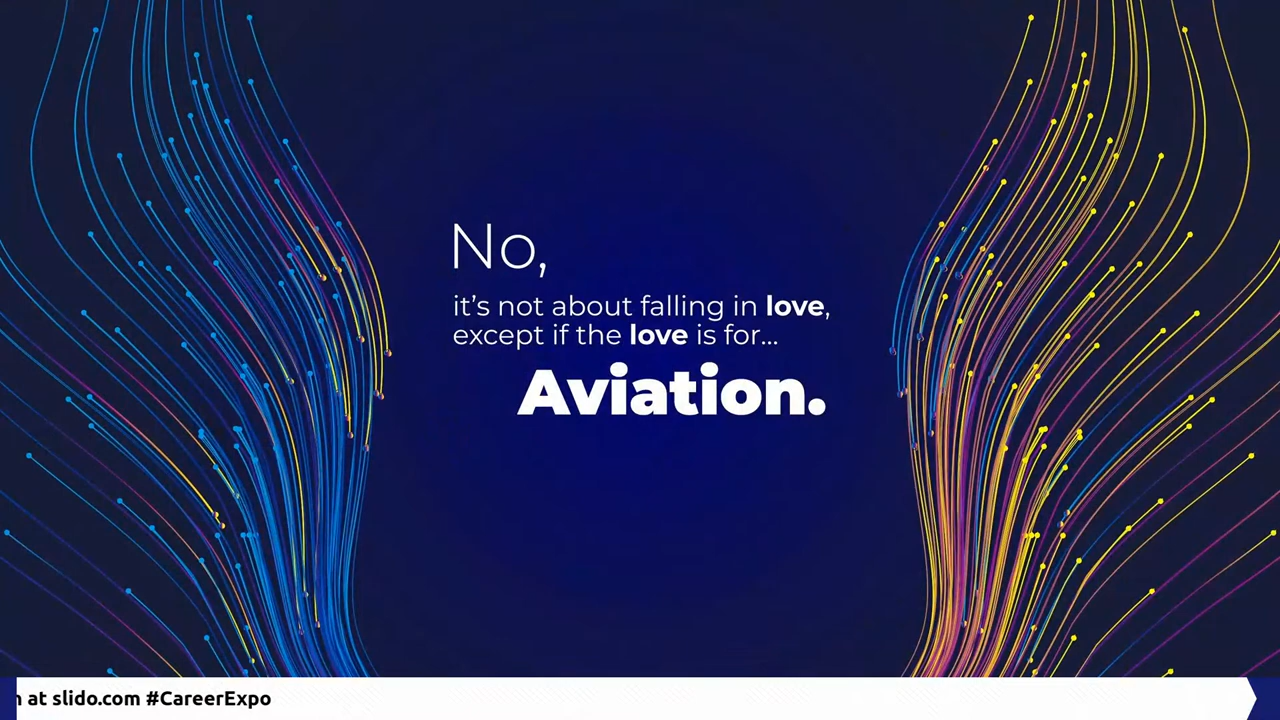 No,
it’s not about falling in love,
except if the love is for...
Aviation.
at slido.com #CareerExpo